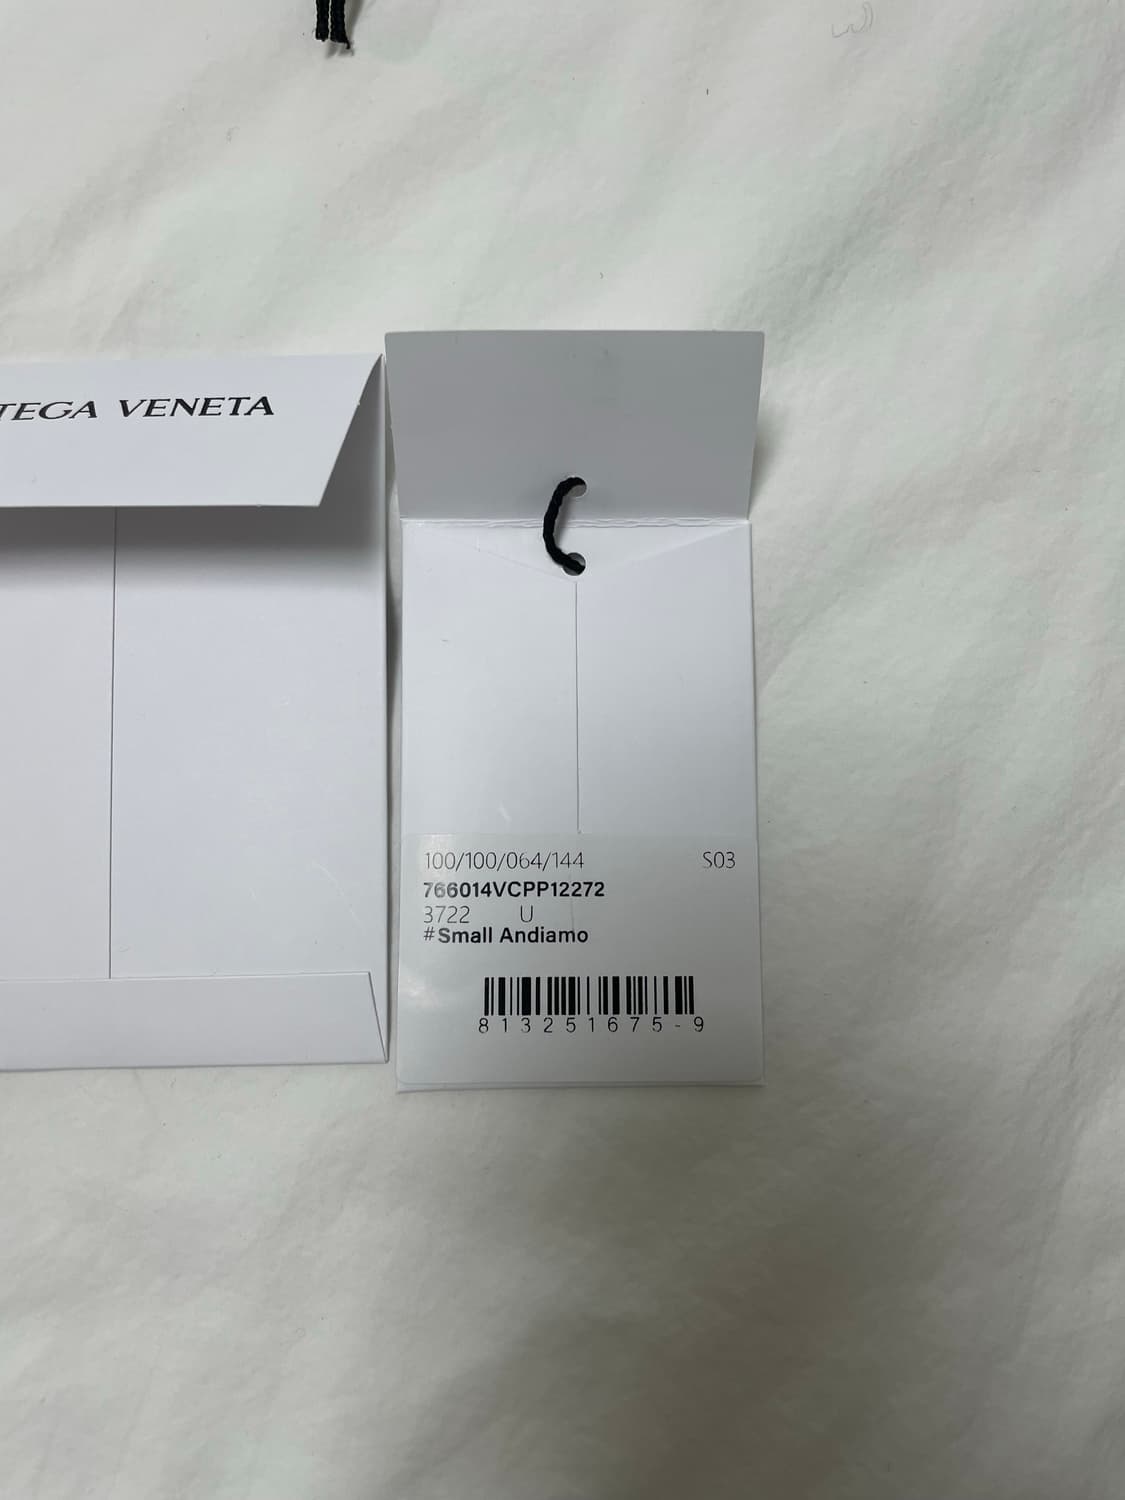 TEGA VENETA
100/100/064/144 S03
766014VCPP12272
3722 U
#Small Andiamo
813251675-9